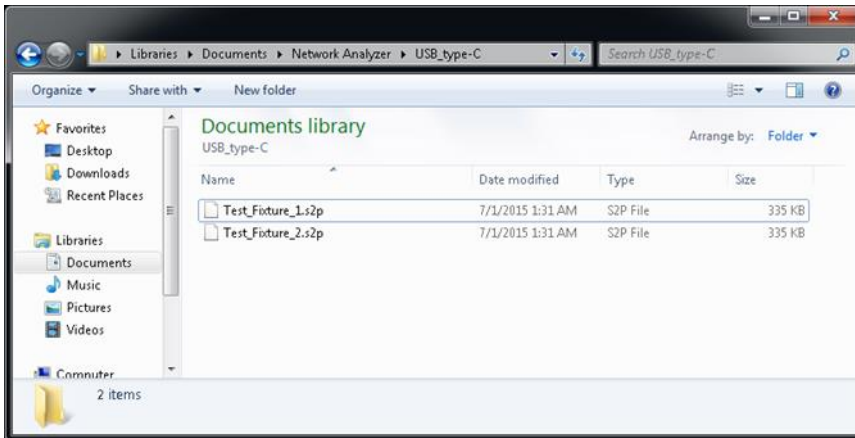 Libraries ▸ Documents ▸ Network Analyzer ▸ USB_type-C
Search USB_type-C
Organize Share with New folder
Favorites
Desktop
Downloads
Recent Places
Libraries
Documents
Music
Pictures
Videos
Computer
Documents library
USB_type-C
Arrange by: Folder
Name Date modified Type Size
Test_Fixture_1.s2p 7/1/2015 1:31 AM S2P File 335 KB
Test_Fixture_2.s2p 7/1/2015 1:31 AM S2P File 335 KB
2 items